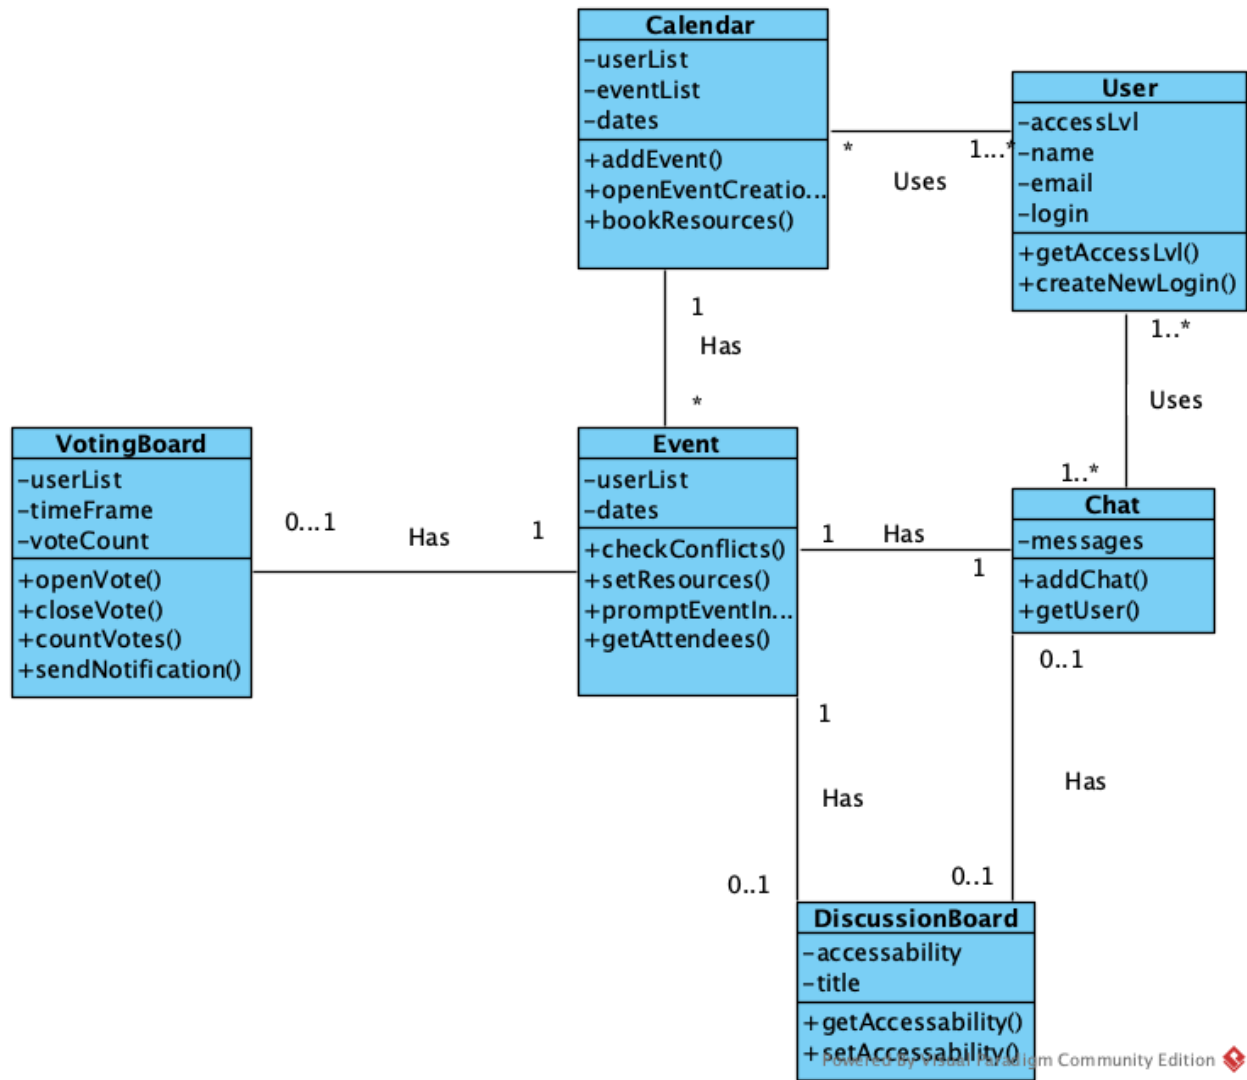 Calendar
-userList
-eventList
-dates
+addEvent()
+openEventCreatio...
+bookResources()
User
-accessLvl
-name
-email
-login
+getAccessLvl()
+createNewLogin()
*
1...*
Uses
1
Has
*
1..*
Uses
1..*
VotingBoard
-userList
-timeFrame
-voteCount
+openVote()
+closeVote()
+countVotes()
+sendNotification()
0...1
Has
1
Event
-userList
-dates
+checkConflicts()
+setResources()
+promptEventIn...
+getAttendees()
1
Has
1
Chat
-messages
+addChat()
+getUser()
0..1
Has
0..1
1
Has
0..1
DiscussionBoard
-accessability
-title
+getAccessability()
+setAccessability()
Powered By Visual Paradigm Community Edition